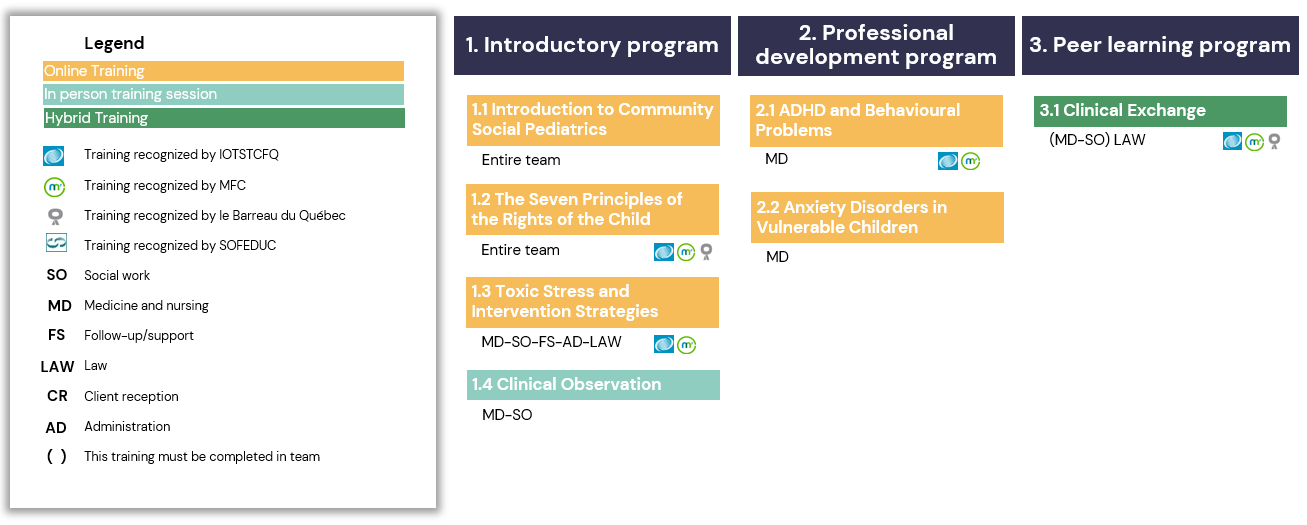 Legend
Online Training
In person training session
Hybrid Training
Training recognized by IOTSTCFQ
Training recognized by MFC
Training recognized by le Barreau du Québec
Training recognized by SOFEDUC
SO Social work
MD Medicine and nursing
FS Follow-up/support
LAW Law
CR Client reception
AD Administration
( ) This training must be completed in team
1. Introductory program
1.1 Introduction to Community
Social Pediatrics
Entire team
1.2 The Seven Principles of
the Rights of the Child
Entire team
1.3 Toxic Stress and
Intervention Strategies
MD-SO-FS-AD-LAW
1.4 Clinical Observation
MD-SO
2. Professional
development program
2.1 ADHD and Behavioural
Problems
MD
2.2 Anxiety Disorders in
Vulnerable Children
MD
3. Peer learning program
3.1 Clinical Exchange
(MD-SO) LAW